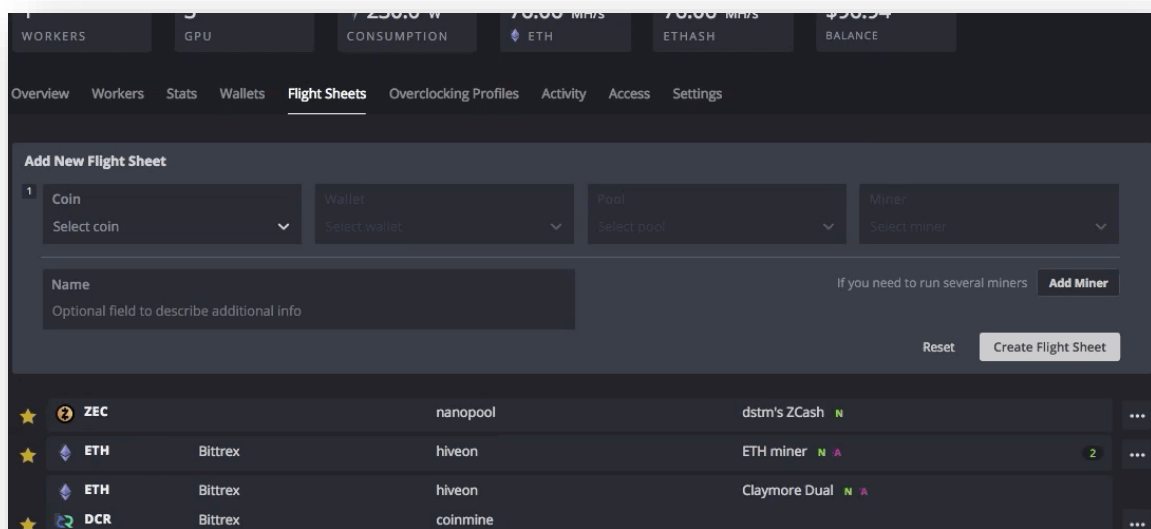 WORKERS GPU CONSUMPTION ETH ETHASH BALANCE
Overview Workers Stats Wallets Flight Sheets Overclocking Profiles Activity Access Settings
Add New Flight Sheet
1 Coin Wallet Pool Miner
Select coin Select wallet Select pool Select miner
Name
Optional field to describe additional info
If you need to run several miners Add Miner
Reset Create Flight Sheet
ZEC nanopool dstm's ZCash N
ETH Bittrex hiveon ETH miner N A 2
ETH Bittrex hiveon Claymore Dual N A
DCR Bittrex coinmine